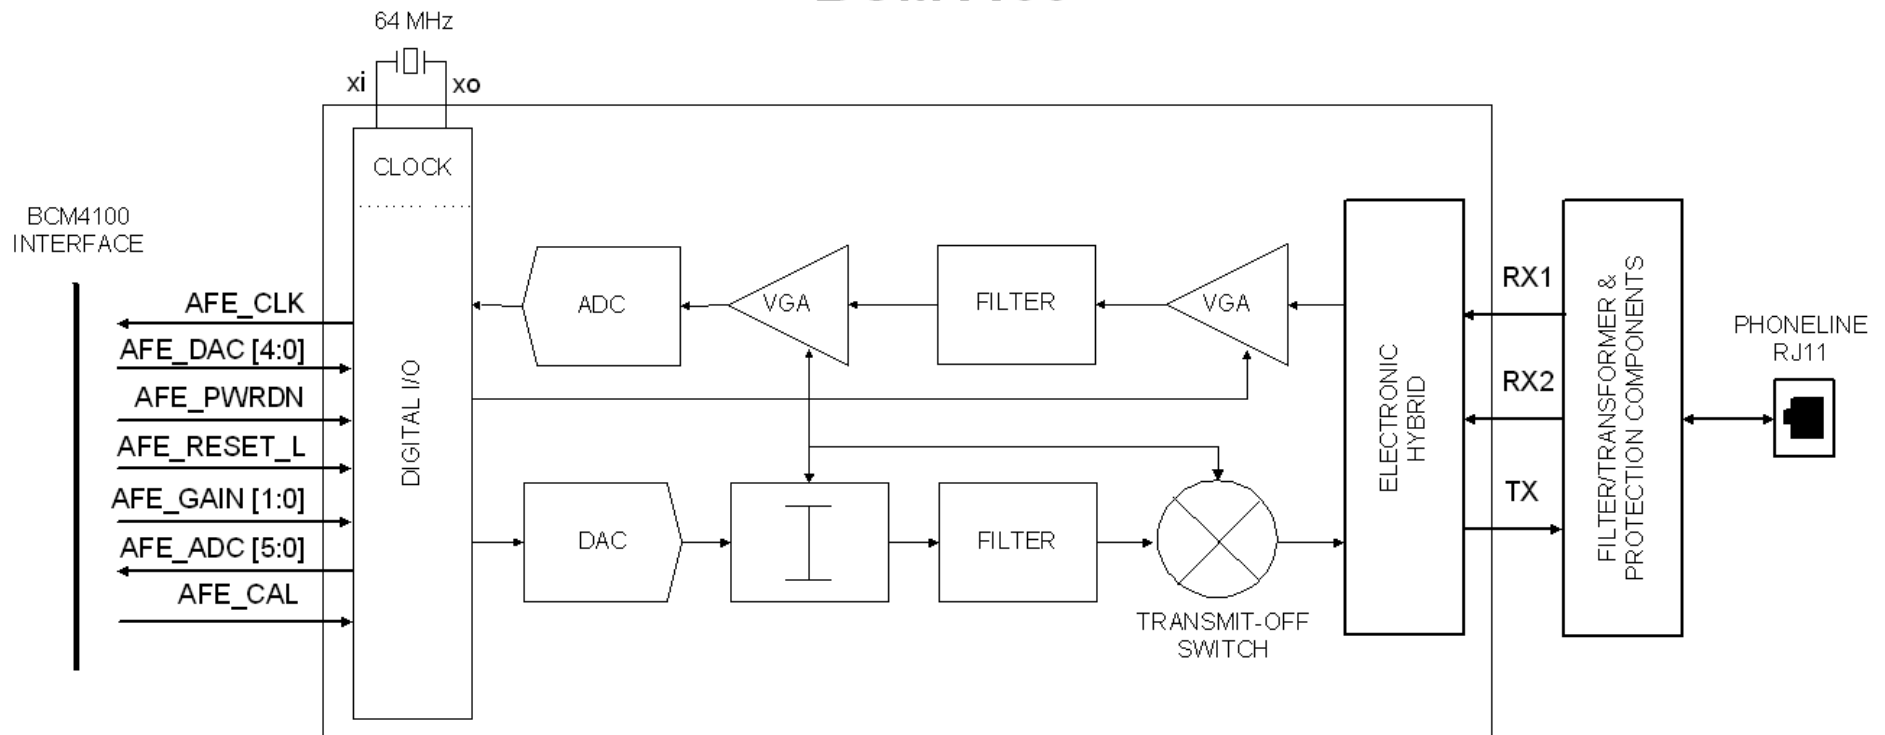 64 MHz
xi
xo
CLOCK
BCM4100
INTERFACE
AFE_CLK
AFE_DAC [4:0]
AFE_PWRDN
AFE_RESET_L
AFE_GAIN [1:0]
AFE_ADC [5:0]
AFE_CAL
DIGITAL I/O
ADC
VGA
FILTER
VGA
DAC
FILTER
TRANSMIT-OFF
SWITCH
ELECTRONIC
HYBRID
RX1
RX2
TX
FILTER/TRANSFORMER &
PROTECTION COMPONENTS
PHONELINE
RJ11